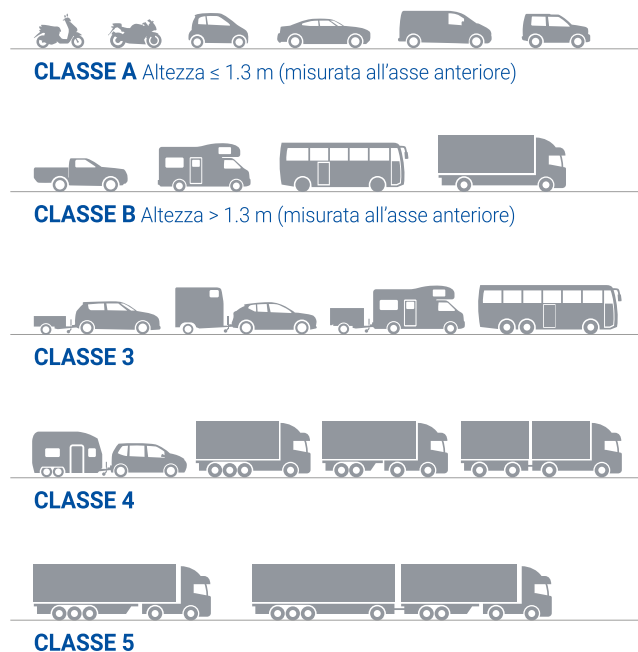 CLASSE A Altezza ≤ 1.3 m (misurata all'asse anteriore)
CLASSE B Altezza > 1.3 m (misurata all'asse anteriore)
CLASSE 3
CLASSE 4
CLASSE 5